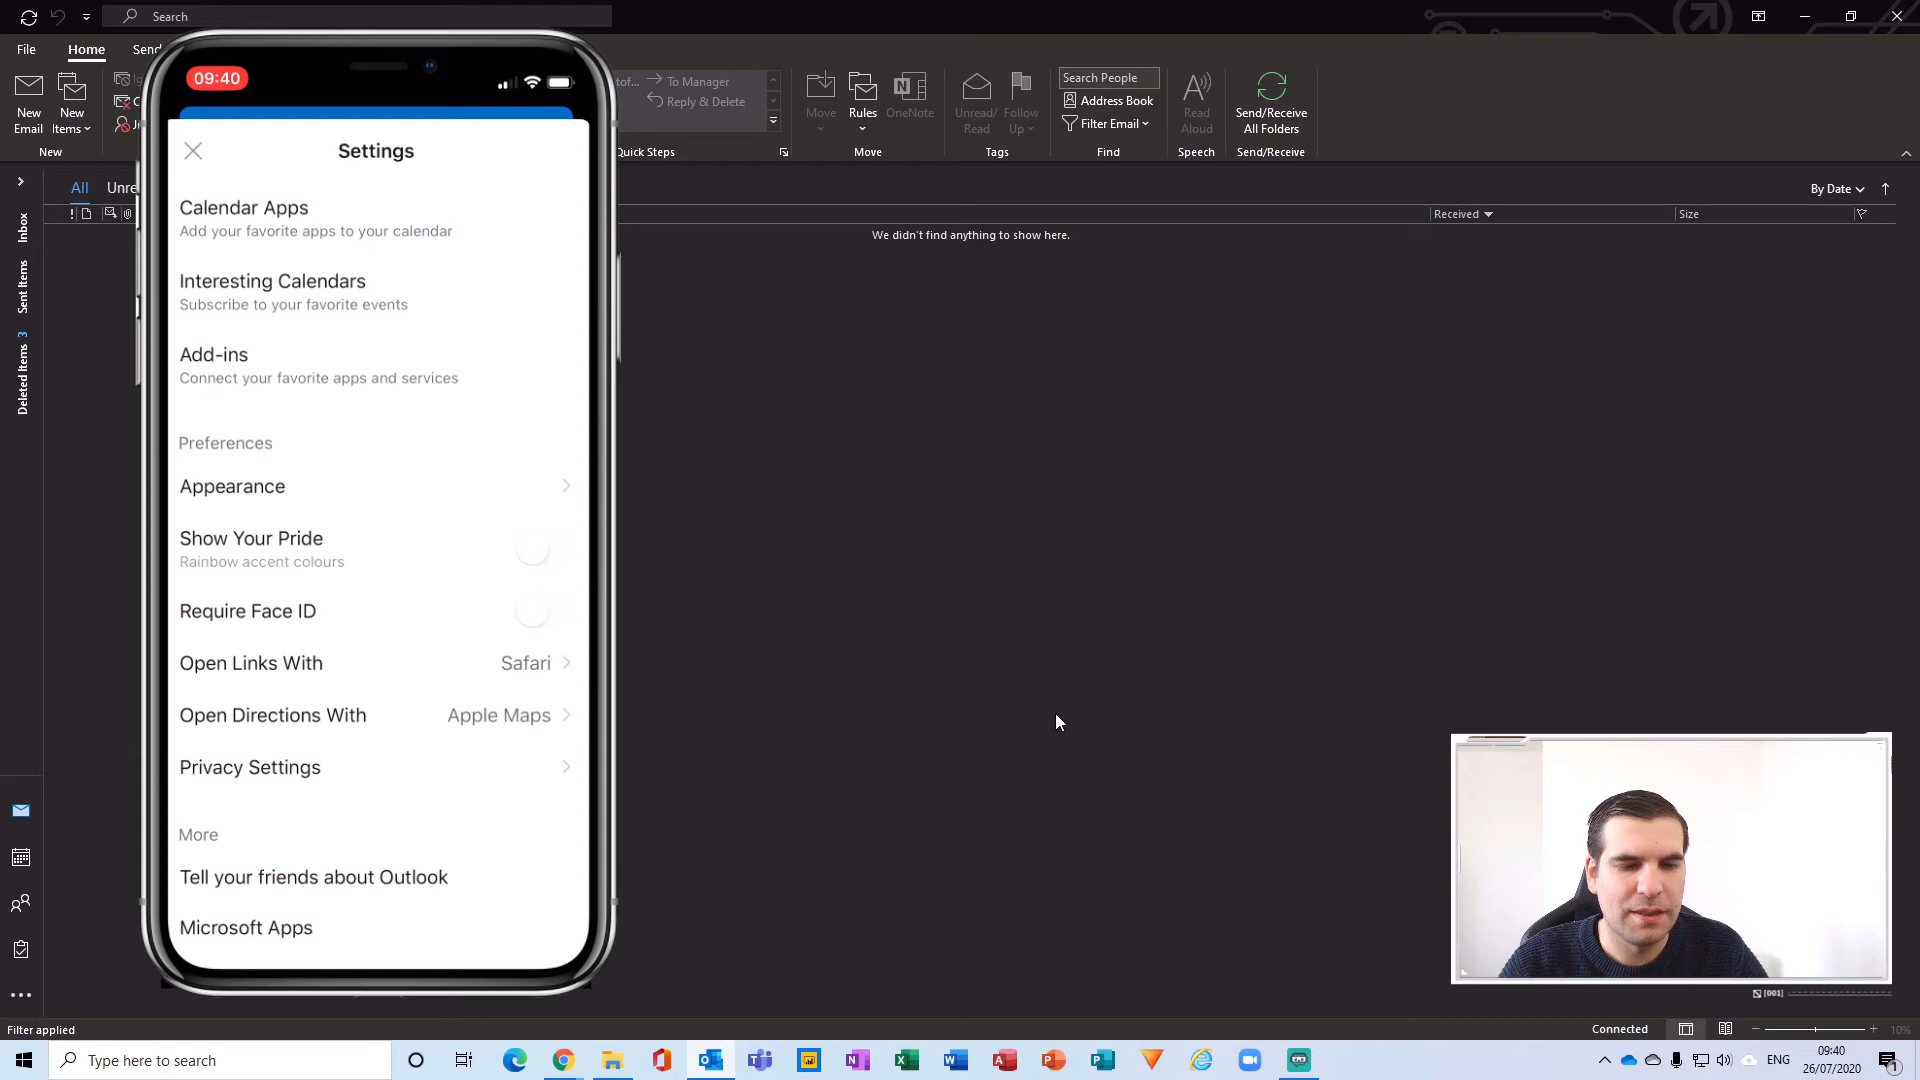 Search
File
Home
Send
New Email
New Items
New
tof...
To Manager
Reply & Delete
Quick Steps
Move
Rules
OneNote
Move
Unread/ Read
Follow Up
Tags
Search People
Address Book
Filter Email
Find
Read Aloud
Speech
Send/Receive All Folders
Send/Receive
All
Unre
By Date
Received
Size
We didn't find anything to show here.
Inbox
Sent Items
Deleted Items 3
09:40
Settings
Calendar Apps
Add your favorite apps to your calendar
Interesting Calendars
Subscribe to your favorite events
Add-ins
Connect your favorite apps and services
Preferences
Appearance
Show Your Pride
Rainbow accent colours
Require Face ID
Open Links With Safari
Open Directions With Apple Maps
Privacy Settings
More
Tell your friends about Outlook
Microsoft Apps
[001]
Filter applied
Connected
10%
Type here to search
ENG
09:40
26/07/2020
1